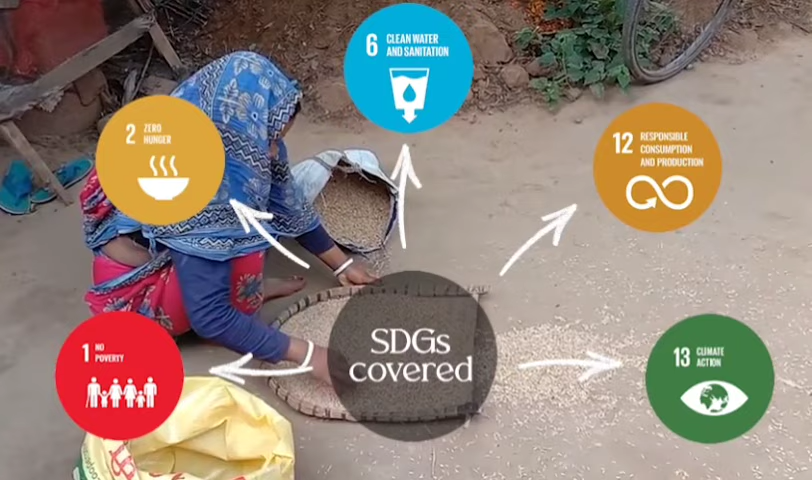 6 CLEAN WATER
AND SANITATION
2 ZERO
HUNGER
12 RESPONSIBLE
CONSUMPTION
AND PRODUCTION
SDGs
covered
1 NO
POVERTY
13 CLIMATE
ACTION